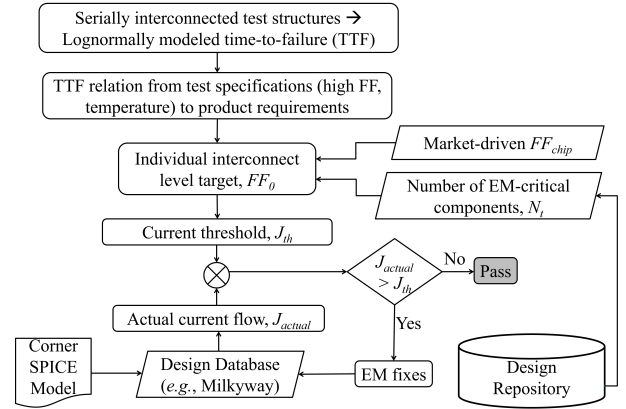 Serially interconnected test structures →
Lognormally modeled time-to-failure (TTF)
TTF relation from test specifications (high FF,
temperature) to product requirements
Individual interconnect
level target, FF0
Market-driven FFchip
Number of EM-critical
components, Nt
Current threshold, Jth
Jactual
> Jth
No
Pass
Yes
Actual current flow, Jactual
Corner
SPICE
Model
Design Database
(e.g., Milkyway)
EM fixes
Design
Repository